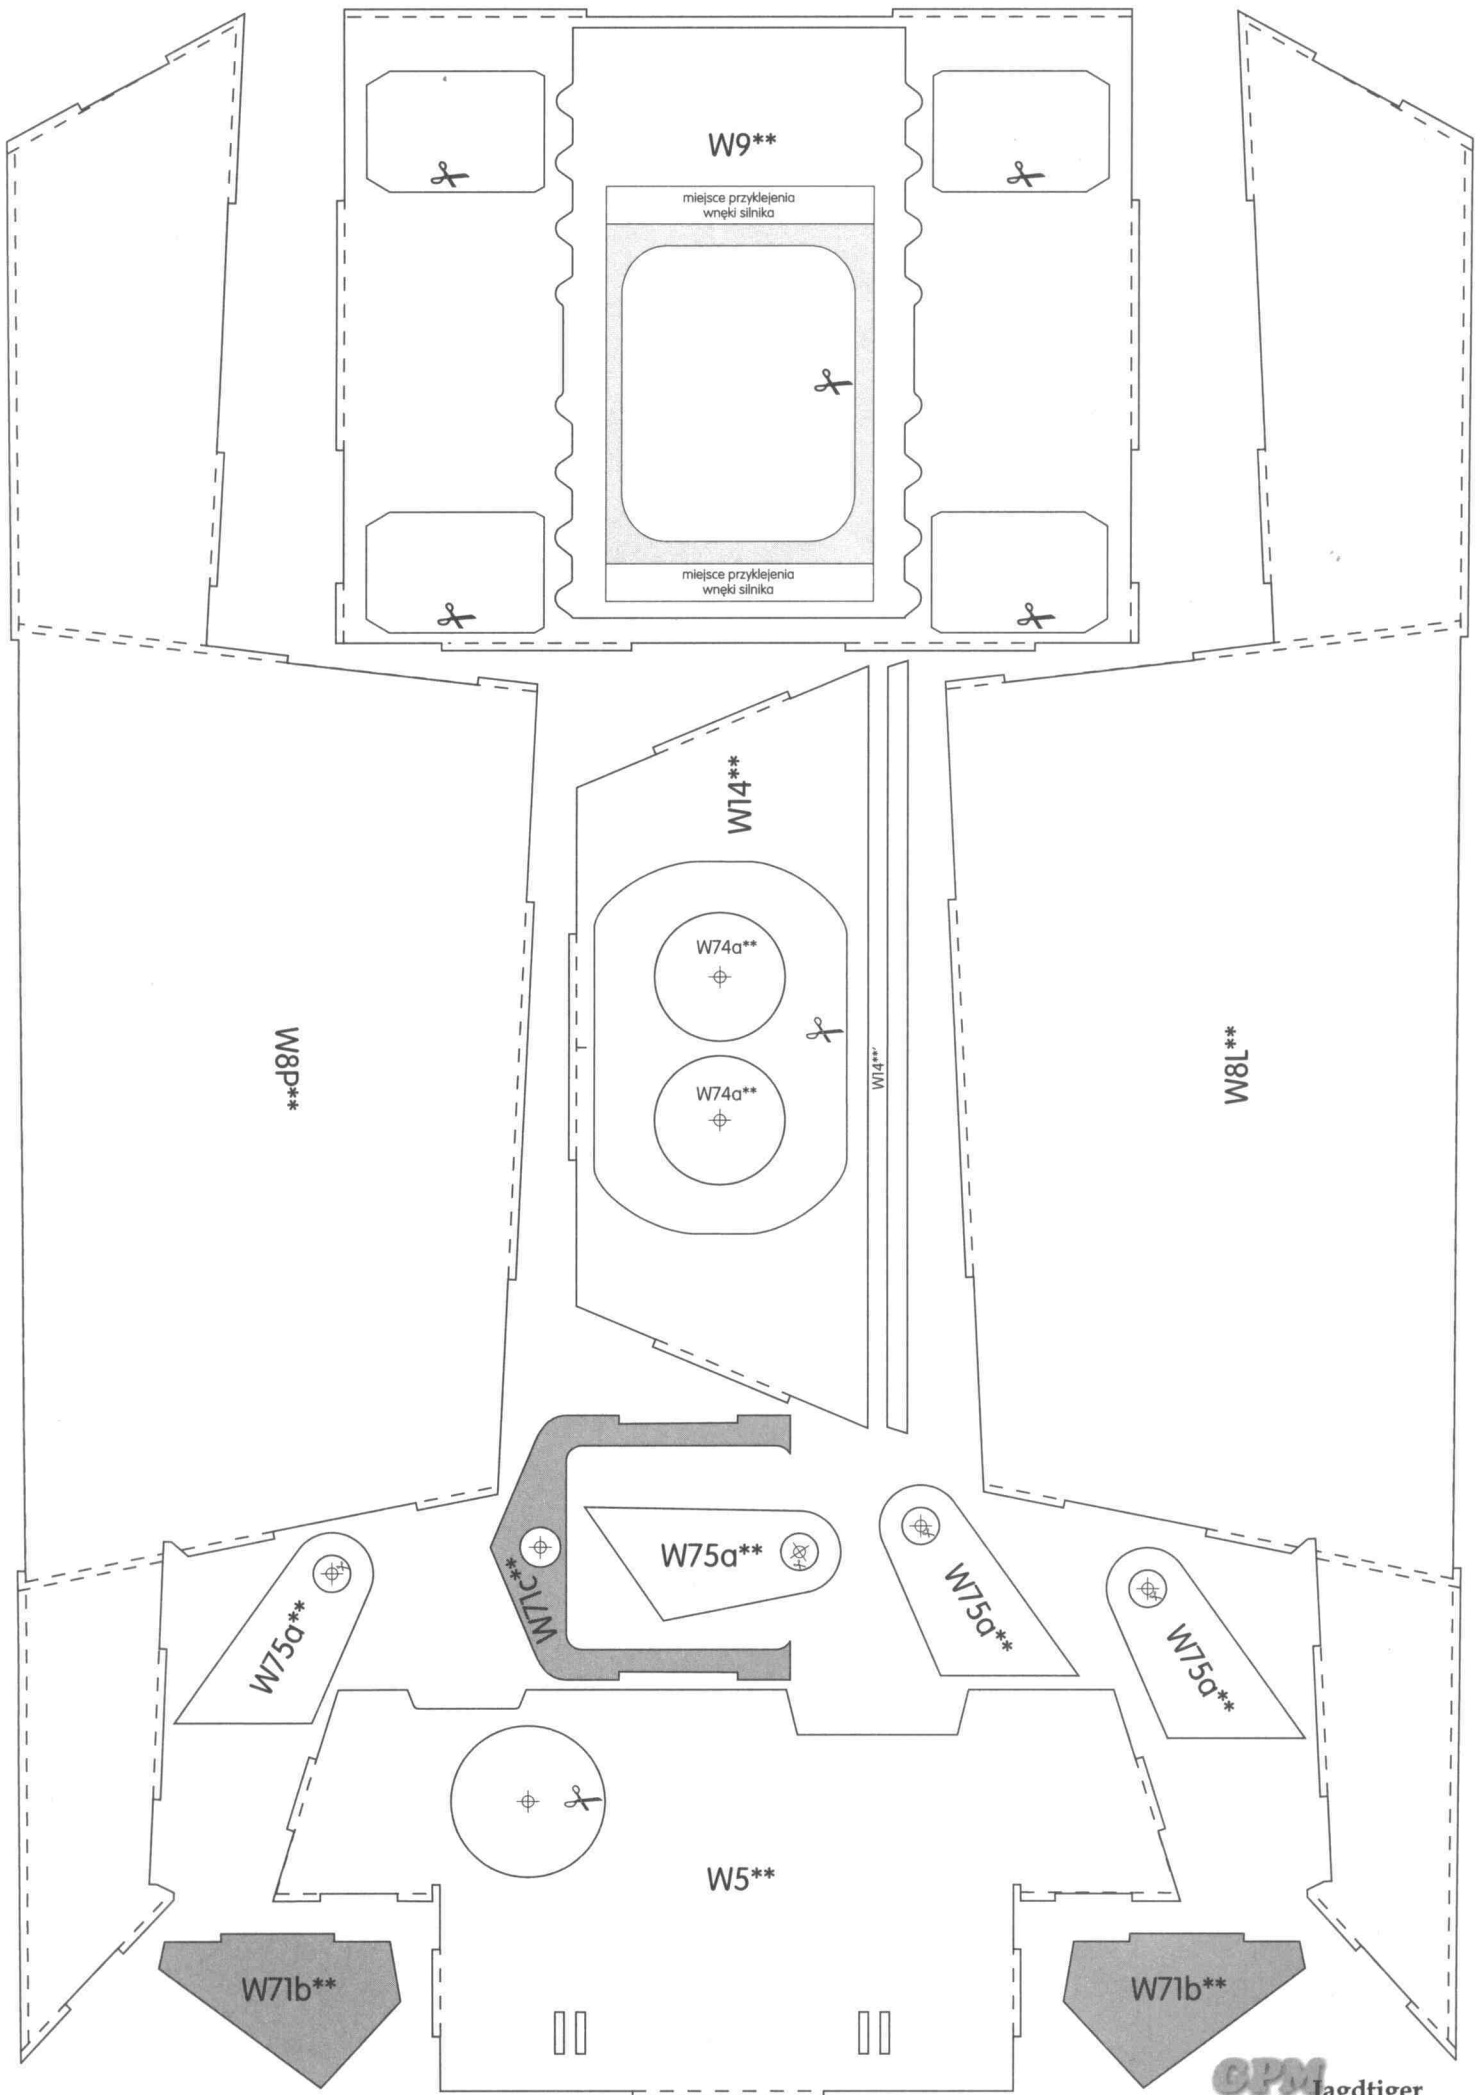 W9**
miejsce przyklejenia
wnęki silnika
miejsce przyklejenia
wnęki silnika
W14**
W74a**
W74a**
W14**
W8P**
W8L**
W71c**
W75a**
W75a**
W75a**
W75a**
W5**
W71b**
W71b**
GPM
Jagdtiger